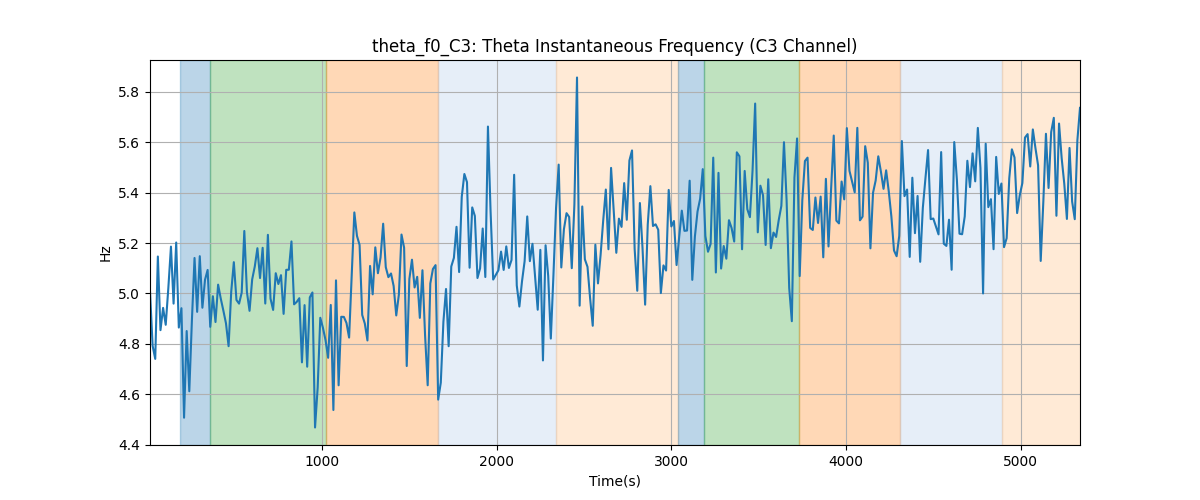 theta_f0_C3: Theta Instantaneous Frequency (C3 Channel)
5.8
5.6
5.4
5.2
5.0
4.8
4.6
4.4
Hz
1000 2000 3000 4000 5000
Time(s)